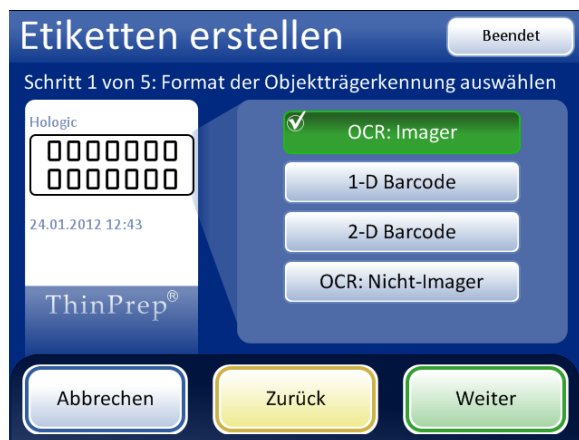 Etiketten erstellen
Beendet
Schritt 1 von 5: Format der Objektträgerkennung auswählen
Hologic
0000000
0000000
24.01.2012 12:43
ThinPrep®
OCR: Imager
1-D Barcode
2-D Barcode
OCR: Nicht-Imager
Abbrechen
Zurück
Weiter